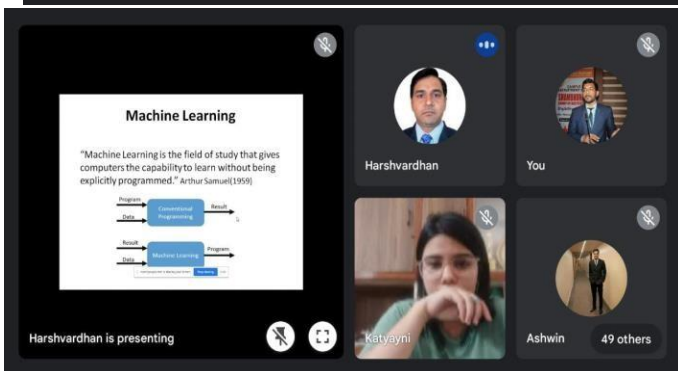 Machine Learning
“Machine Learning is the field of study that gives
computers the capability to learn without being
explicitly programmed.” Arthur Samuel(1959)
Program
Data
Conventional
Programming
Result
Result
Data
Machine Learning
Program
Harshvardhan is presenting
Harshvardhan
You
Katyayni
Ashwin
49 others